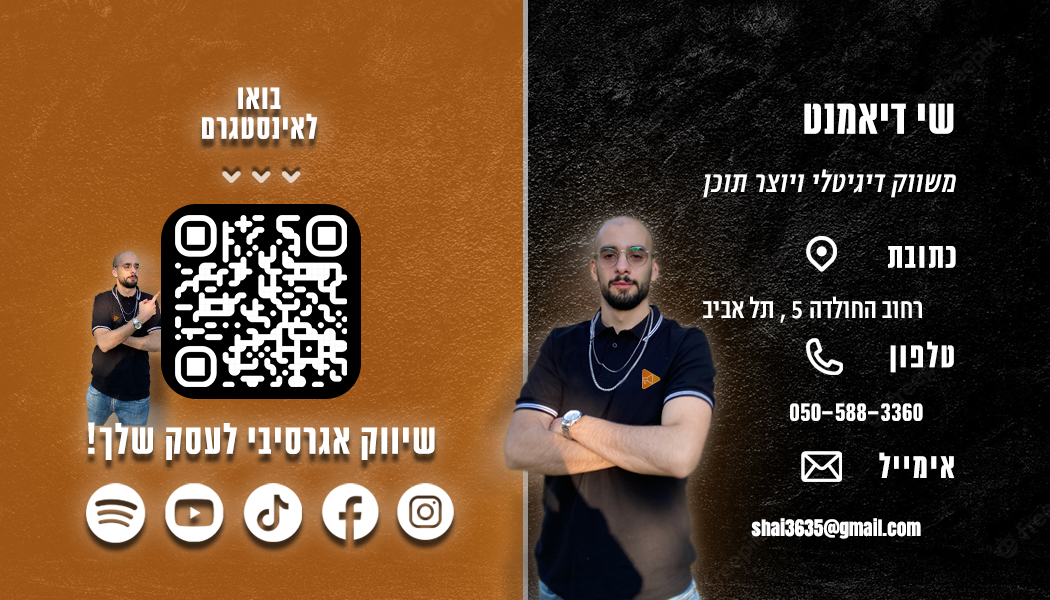 שי דיאמנט
משווק דיגיטלי ויוצר תוכן
כתובת
רחוב החולדה 5 , תל אביב
טלפון
050-588-3360
אימייל
shai3635@gmail.com
בואו
לאינסטגרם
שיווק אגרסיבי לעסק שלך!